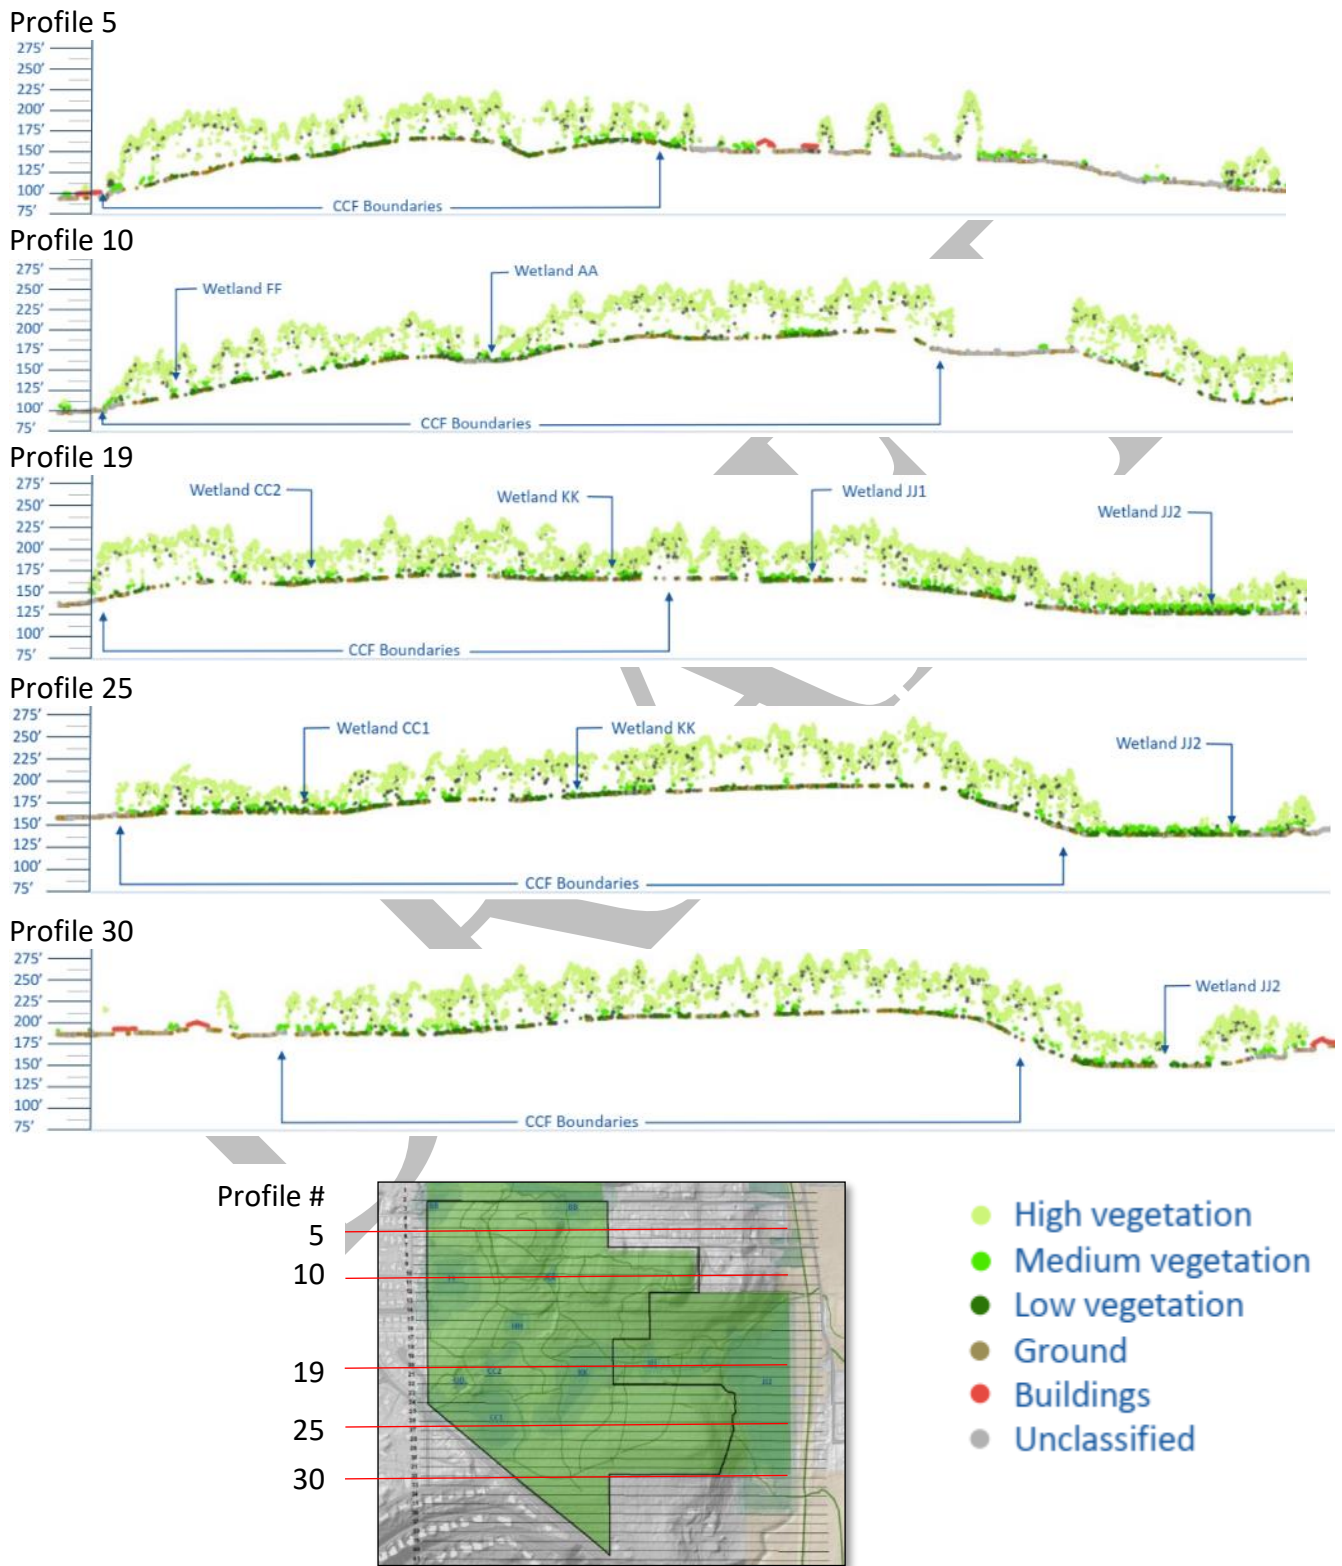 Profile 5
275'
250'
225'
200'
175'
150'
125'
100'
75'
CCF Boundaries
Profile 10
275'
250'
225'
200'
175'
150'
125'
100'
75'
Wetland FF
Wetland AA
CCF Boundaries
Profile 19
275'
250'
225'
200'
175'
150'
125'
100'
75'
Wetland CC2
Wetland KK
Wetland JJ1
Wetland JJ2
CCF Boundaries
Profile 25
275'
250'
225'
200'
175'
150'
125'
100'
75'
Wetland CC1
Wetland KK
Wetland JJ2
CCF Boundaries
Profile 30
275'
250'
225'
200'
175'
150'
125'
100'
75'
Wetland JJ2
CCF Boundaries
Profile #
5
10
19
25
30
CC2
CC1
High vegetation
Medium vegetation
Low vegetation
Ground
Buildings
Unclassified